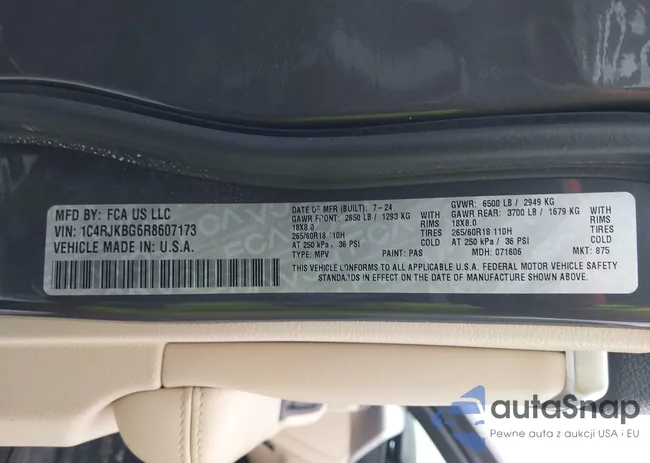 MFD BY: FCA US LLC
VIN: 1C4RJKBG6R8607173
VEHICLE MADE IN U.S.A.
DATE OF MFR (BUILT): 7-24
GAWR FRONT: 2850 LB / 1293 KG WITH
18X8.0 RIMS
265/60R18 110H TIRES
AT 250 kPa, 36 PSI
TYPE: MPV PAINT: PAS
GVWR: 6500 LB / 2949 KG
GAWR REAR: 3700 LB / 1679 KG WITH
18X8.0 RIMS
265/60R18 110H TIRES
AT 250 kPa / 36 PSI
MDH: 071606 MKT: 875
THIS VEHICLE CONFORMS TO ALL APPLICABLE U.S.A. FEDERAL MOTOR VEHICLE SAFETY
STANDARDS IN EFFECT ON THE DATE OF MANUFACTURE SHOWN ABOVE.
autoSnap
Pewne auta z aukcji USA i EU